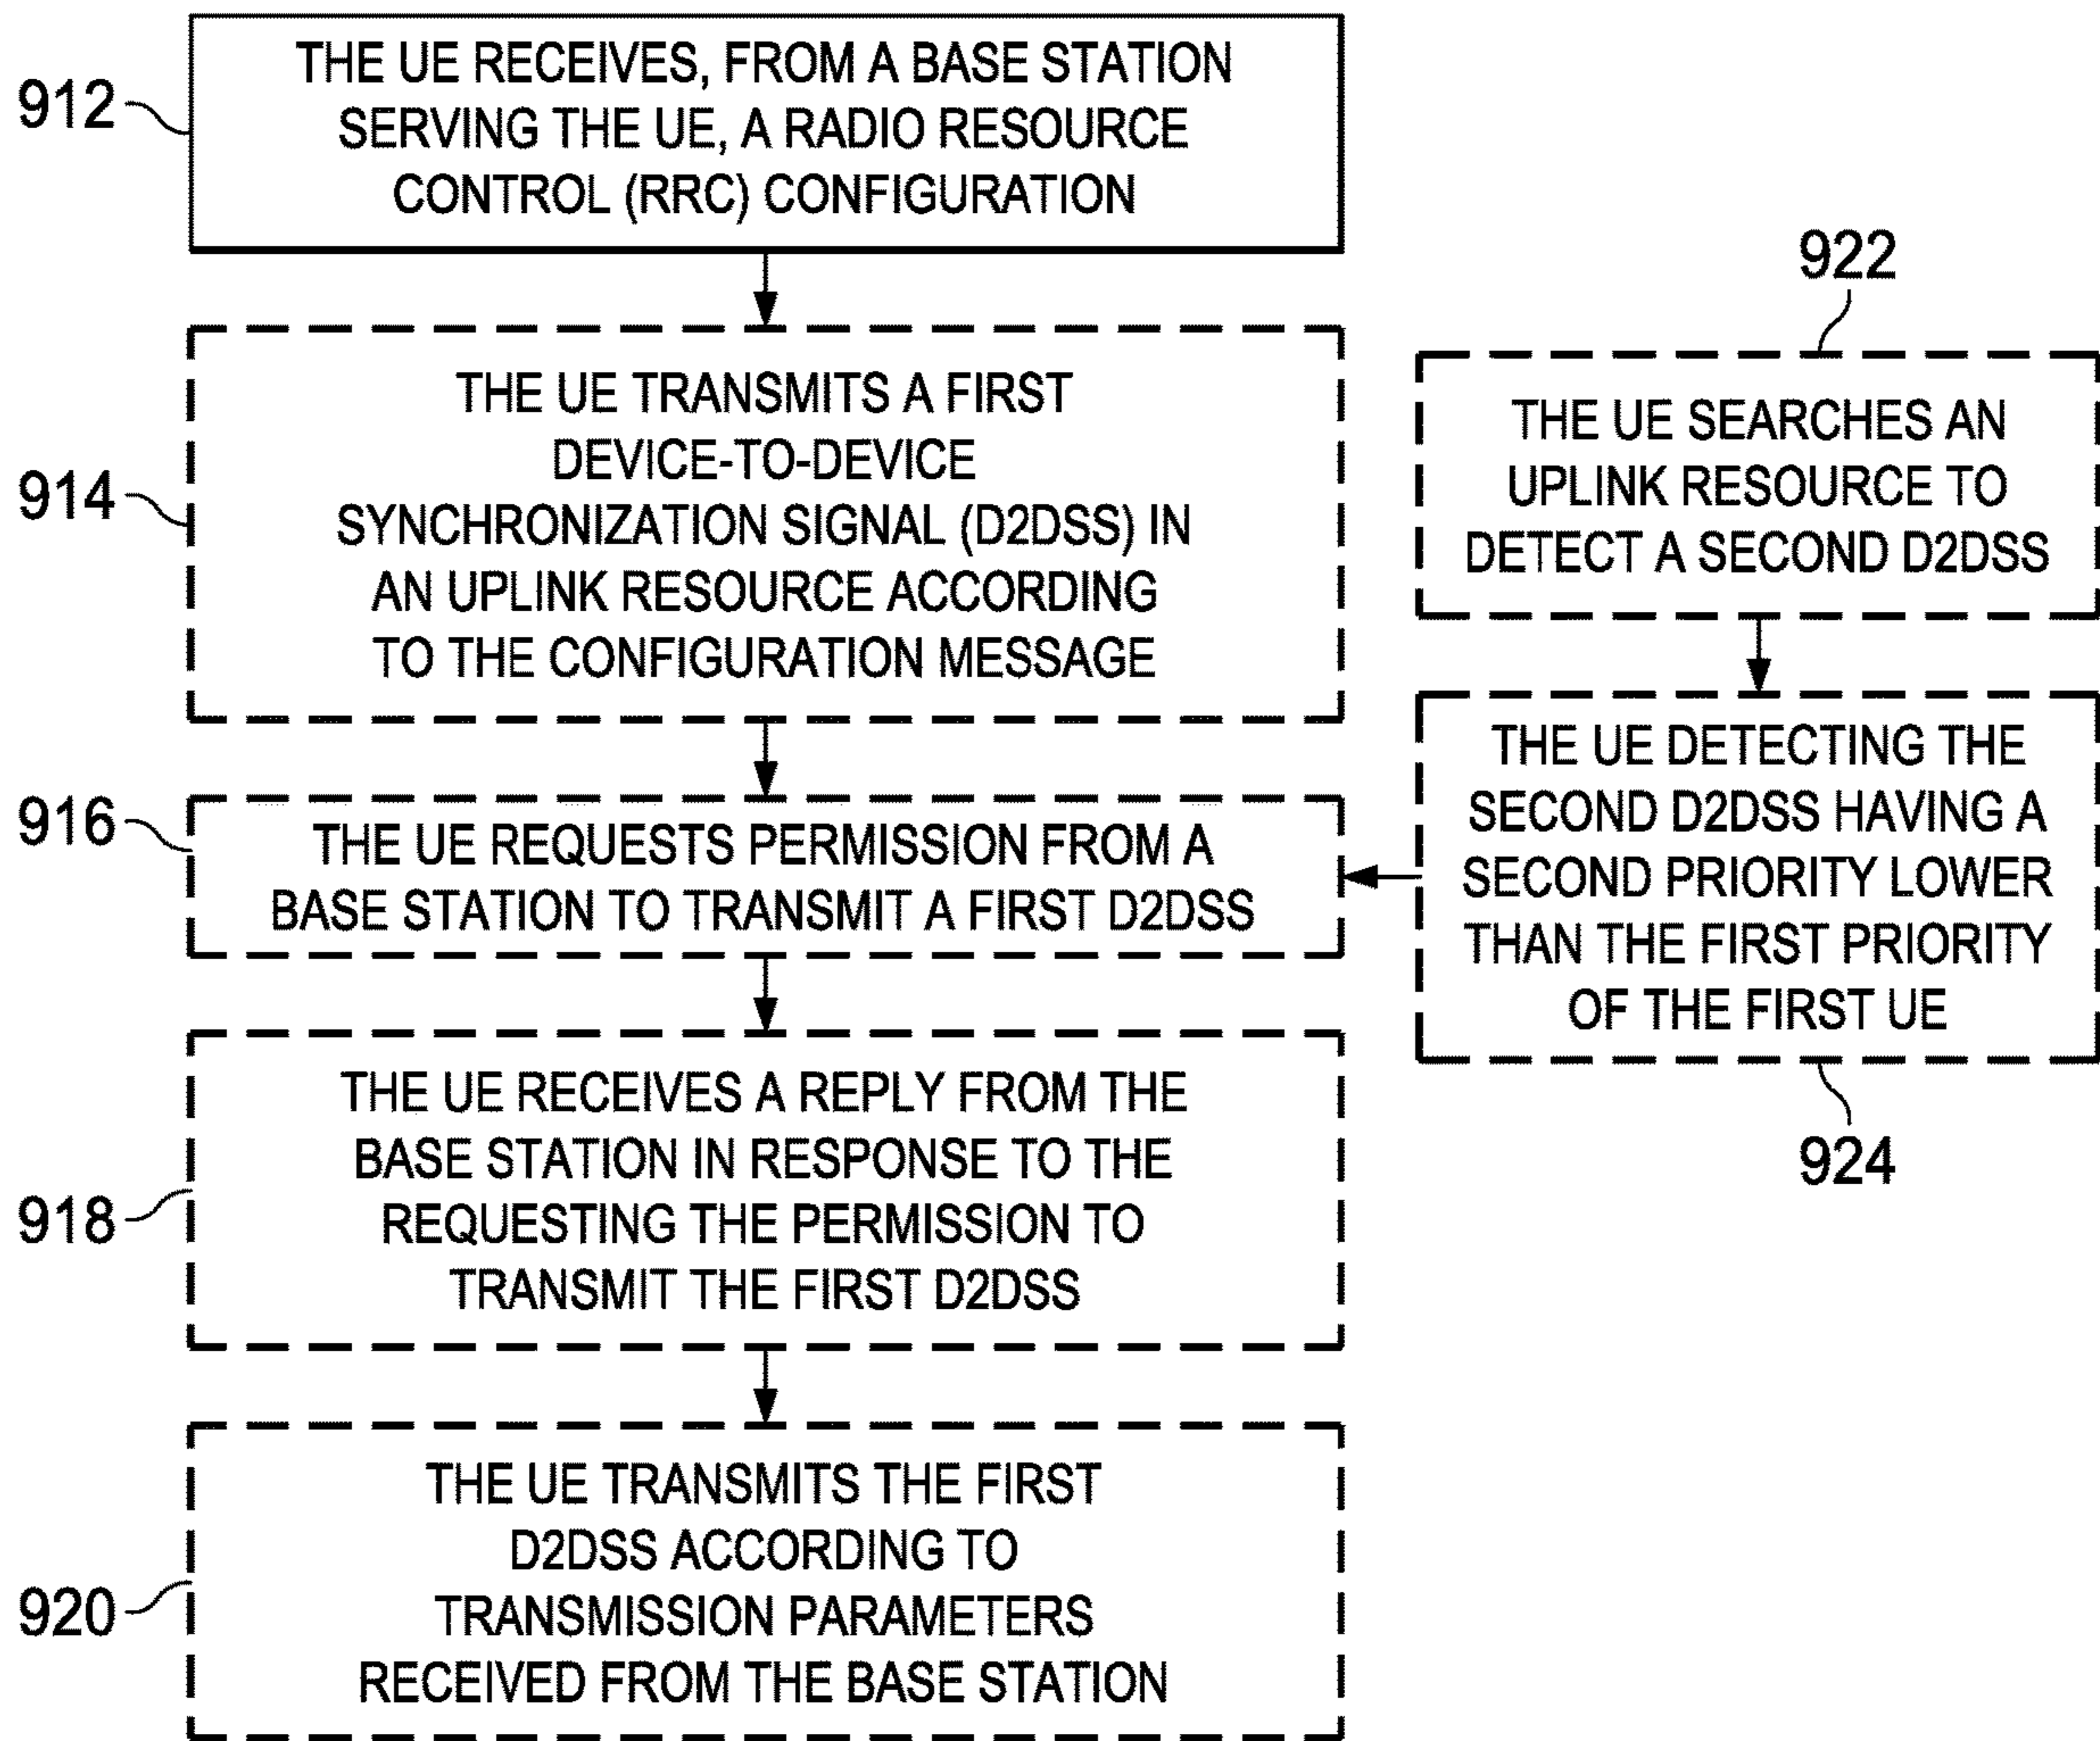 912
THE UE RECEIVES, FROM A BASE STATION
SERVING THE UE, A RADIO RESOURCE
CONTROL (RRC) CONFIGURATION
914
THE UE TRANSMITS A FIRST
DEVICE-TO-DEVICE
SYNCHRONIZATION SIGNAL (D2DSS) IN
AN UPLINK RESOURCE ACCORDING
TO THE CONFIGURATION MESSAGE
916
THE UE REQUESTS PERMISSION FROM A
BASE STATION TO TRANSMIT A FIRST D2DSS
918
THE UE RECEIVES A REPLY FROM THE
BASE STATION IN RESPONSE TO THE
REQUESTING THE PERMISSION TO
TRANSMIT THE FIRST D2DSS
920
THE UE TRANSMITS THE FIRST
D2DSS ACCORDING TO
TRANSMISSION PARAMETERS
RECEIVED FROM THE BASE STATION
922
THE UE SEARCHES AN
UPLINK RESOURCE TO
DETECT A SECOND D2DSS
THE UE DETECTING THE
SECOND D2DSS HAVING A
SECOND PRIORITY LOWER
THAN THE FIRST PRIORITY
OF THE FIRST UE
924